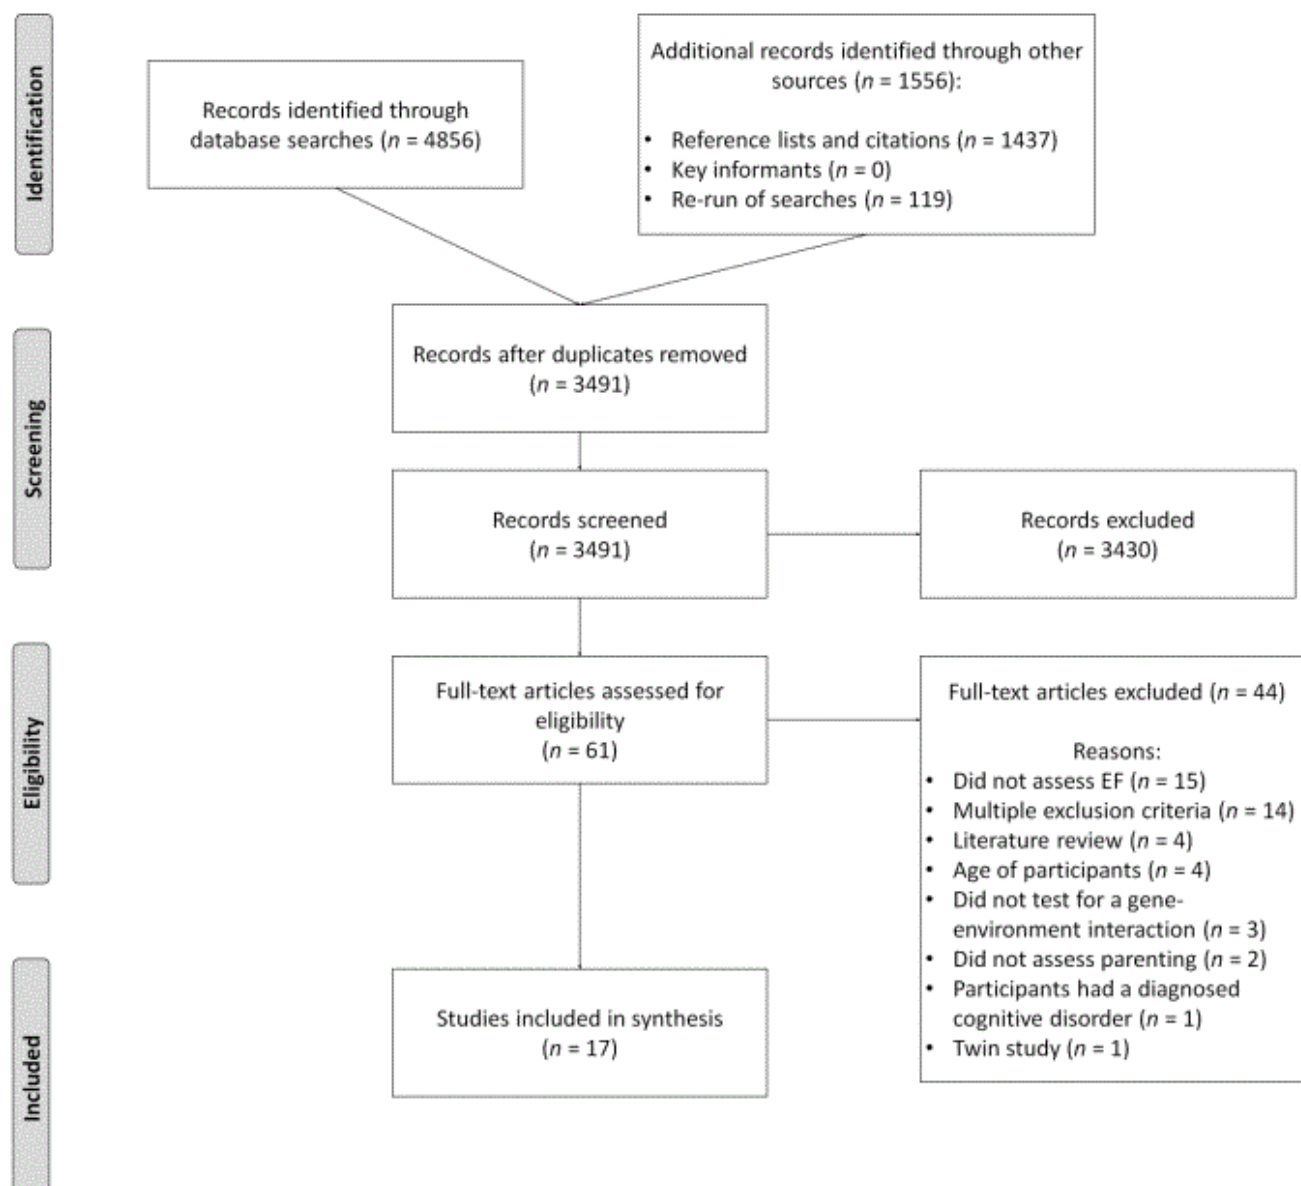 Identification
Records identified through
database searches (n = 4856)
Additional records identified through other
sources (n = 1556):
• Reference lists and citations (n = 1437)
• Key informants (n = 0)
• Re-run of searches (n = 119)
Screening
Records after duplicates removed
(n = 3491)
Records screened
(n = 3491)
Records excluded
(n = 3430)
Eligibility
Full-text articles assessed for
eligibility
(n = 61)
Full-text articles excluded (n = 44)
Reasons:
• Did not assess EF (n = 15)
• Multiple exclusion criteria (n = 14)
• Literature review (n = 4)
• Age of participants (n = 4)
• Did not test for a gene-
environment interaction (n = 3)
• Did not assess parenting (n = 2)
• Participants had a diagnosed
cognitive disorder (n = 1)
• Twin study (n = 1)
Included
Studies included in synthesis
(n = 17)